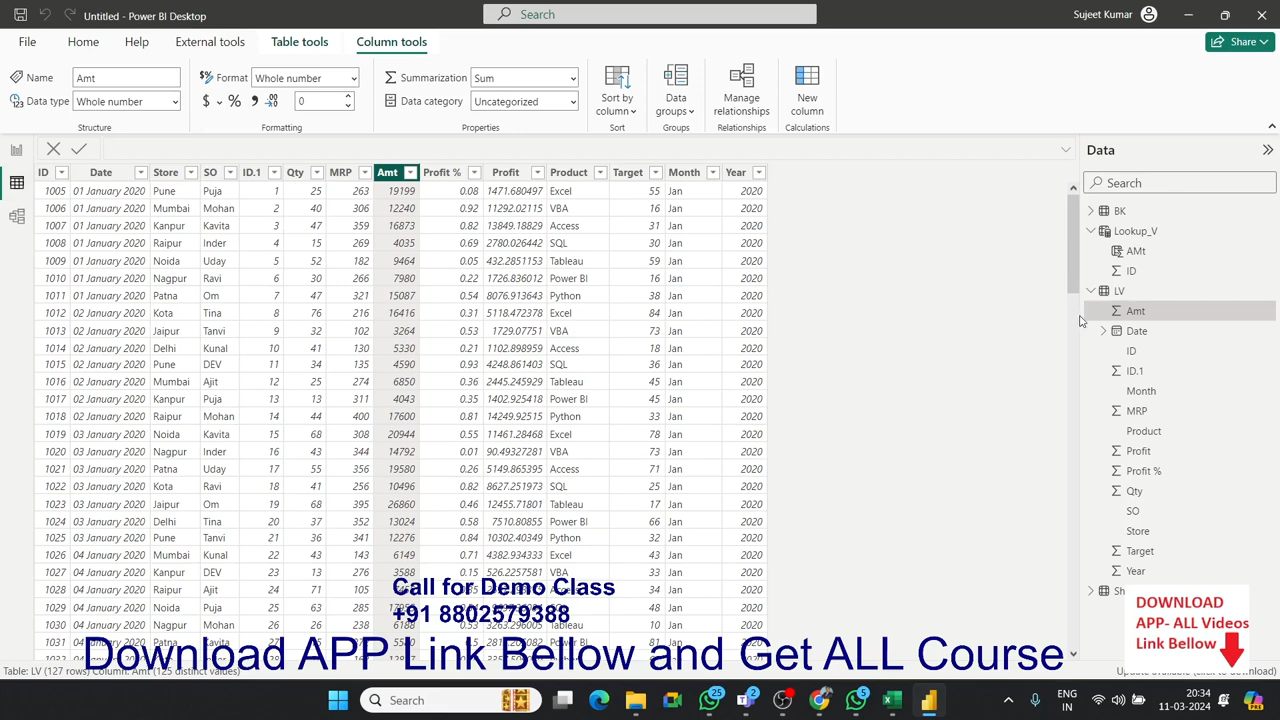 Untitled - Power BI Desktop
Search
Sujeet Kumar
File Home Help External tools Table tools Column tools
Share
Name Amt
Data type Whole number
Structure
Format Whole number
$ % 0
Formatting
Summarization Sum
Data category Uncategorized
Properties
Sort by column
Sort
Data groups
Groups
Manage relationships
Relationships
New column
Calculations
ID Date Store SO ID.1 Qty MRP Amt Profit % Profit Product Target Month Year
1005 01 January 2020 Pune Puja 1 25 263 19199 0.08 1471.680497 Excel 55 Jan 2020
1006 01 January 2020 Mumbai Mohan 2 40 306 12240 0.92 11292.02115 VBA 16 Jan 2020
1007 01 January 2020 Kanpur Kavita 3 47 359 16873 0.82 13849.18829 Access 31 Jan 2020
1008 01 January 2020 Raipur Inder 4 15 269 4035 0.69 2780.026442 SQL 30 Jan 2020
1009 01 January 2020 Noida Uday 5 52 182 9464 0.05 432.2851153 Tableau 59 Jan 2020
1010 01 January 2020 Nagpur Ravi 6 30 266 7980 0.22 1726.836012 Power BI 16 Jan 2020
1011 01 January 2020 Patna Om 7 47 321 15087 0.54 8076.913643 Python 38 Jan 2020
1012 01 January 2020 Kota Tina 8 76 216 16416 0.31 5118.472378 Excel 84 Jan 2020
1013 01 January 2020 Jaipur Tanvi 9 32 102 3264 0.53 1729.07751 VBA 73 Jan 2020
1014 02 January 2020 Delhi Kunal 10 41 130 5330 0.21 1102.898959 Access 18 Jan 2020
1015 02 January 2020 Pune DEV 11 34 135 4590 0.93 4248.861403 SQL 36 Jan 2020
1016 02 January 2020 Mumbai Ajit 12 25 274 6850 0.36 2445.245929 Tableau 45 Jan 2020
1017 02 January 2020 Kanpur Puja 13 13 311 4043 0.35 1402.925418 Power BI 45 Jan 2020
1018 02 January 2020 Raipur Mohan 14 44 400 17600 0.81 14249.92515 Python 33 Jan 2020
1019 03 January 2020 Noida Kavita 15 68 308 20944 0.55 11461.28468 Excel 78 Jan 2020
1020 03 January 2020 Nagpur Inder 16 43 344 14792 0.01 90.49327281 VBA 73 Jan 2020
1021 03 January 2020 Patna Uday 17 55 356 19580 0.26 5149.865395 Access 71 Jan 2020
1022 03 January 2020 Kota Ravi 18 41 256 10496 0.82 8627.251973 SQL 25 Jan 2020
1023 03 January 2020 Jaipur Om 19 68 395 26860 0.46 12455.71801 Tableau 17 Jan 2020
1024 03 January 2020 Delhi Tina 20 37 352 13024 0.58 7510.80855 Power BI 66 Jan 2020
1025 03 January 2020 Pune Tanvi 21 36 341 12276 0.84 10302.40349 Python 32 Jan 2020
1026 04 January 2020 Mumbai Kunal 22 43 143 6149 0.71 4382.934333 Excel 43 Jan 2020
1027 04 January 2020 Kanpur DEV 23 13 276 3588 0.15 526.2257581 VBA 33 Jan 2020
1028 04 January 2020 Raipur Ajit 24 71 105 34 Jan 2020
1029 04 January 2020 Noida Puja 25 63 285 48 Jan 2020
1030 04 January 2020 Nagpur Mohan 26 26 238 6188 Tableau 10 Jan 2020
1031 Patna Power BI 81 Jan 2020
Call for Demo Class
+91 8802579388
Download APP Link Bellow and Get ALL Course
Data
Search
BK
Lookup_V
AMt
ID
LV
Amt
Date
ID
ID.1
Month
MRP
Product
Profit
Profit %
Qty
SO
Store
Target
Year
DOWNLOAD
APP- ALL Videos
Link Bellow
Table: LV (127 rows) Column: Amt (125 distinct values)
Search
25
2
5
ENG
IN
20:34
11-03-2024